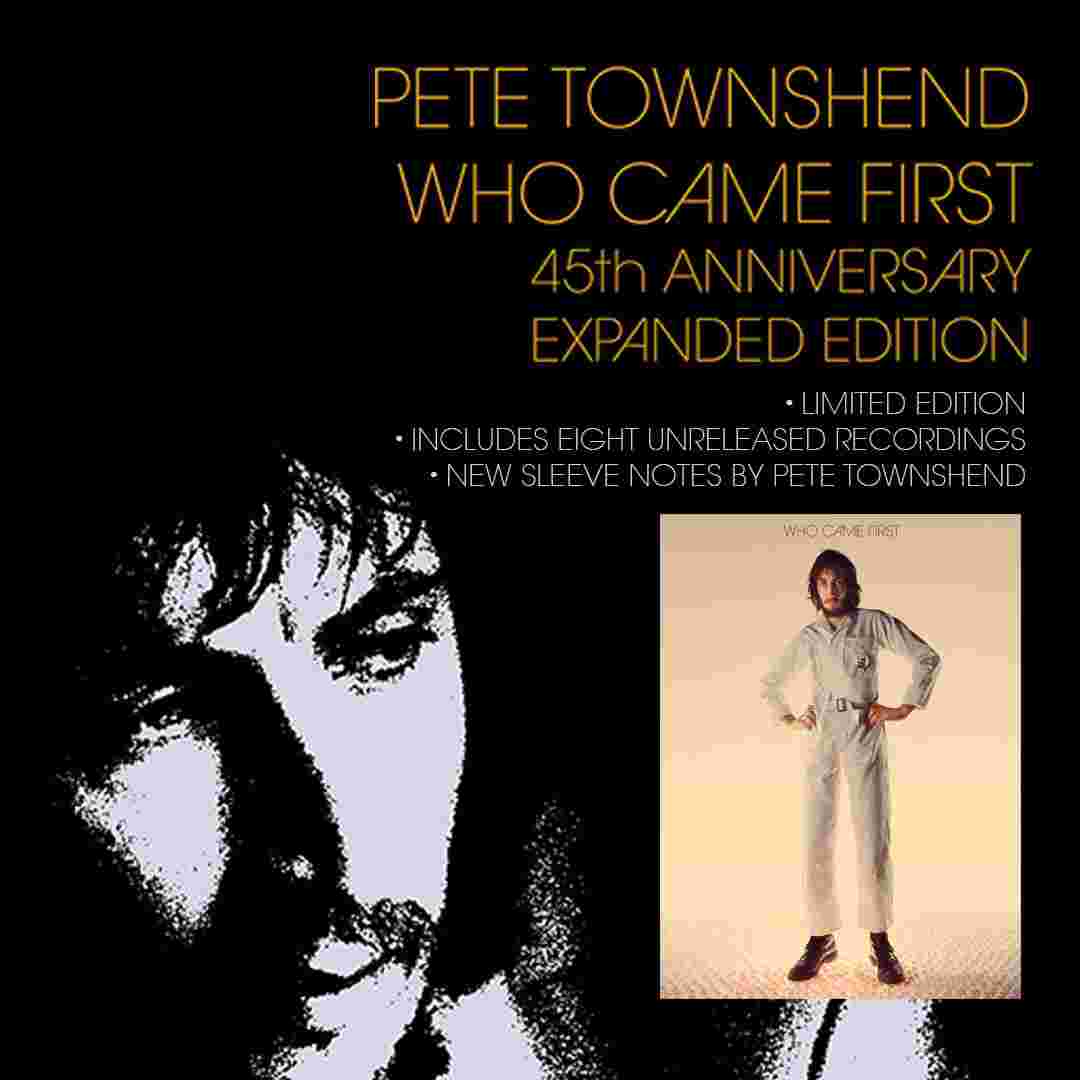 PETE TOWNSHEND
WHO CAME FIRST
45th ANNIVERSARY
EXPANDED EDITION
• LIMITED EDITION
• INCLUDES EIGHT UNRELEASED RECORDINGS
• NEW SLEEVE NOTES BY PETE TOWNSHEND
WHO CAME FIRST